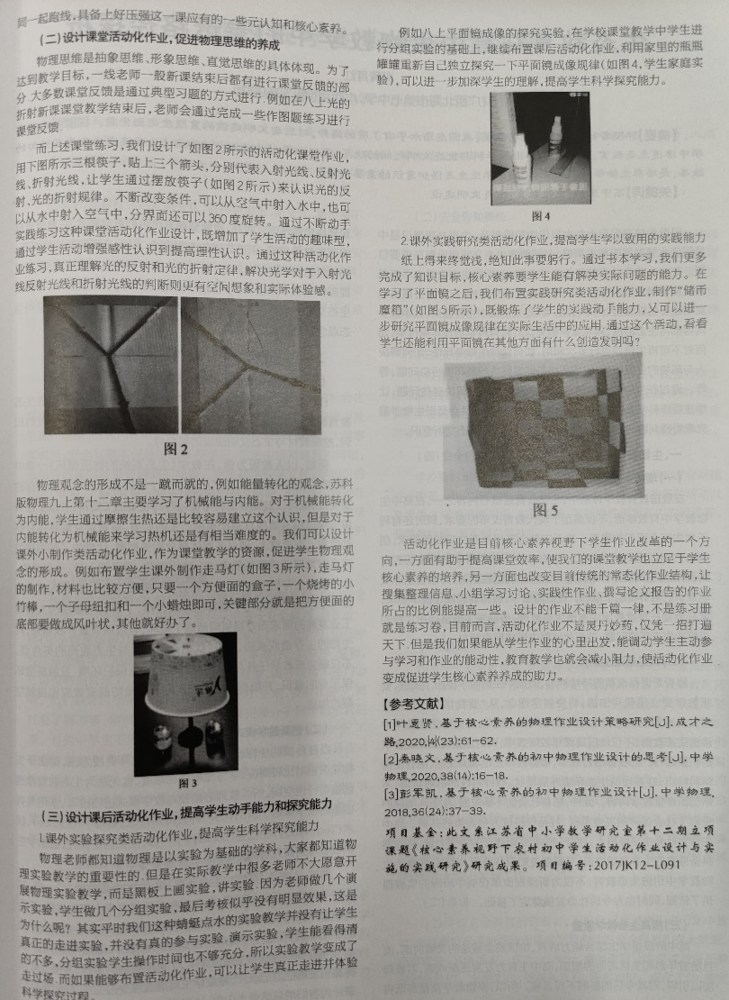 同一起跑线,具备上好压强这一课应有的一些元认知和核心素养。
(二)设计课堂活动化作业,促进物理思维的养成
物理思维是抽象思维、形象思维、直觉思维的具体体现。为了
达到教学目标,一线老师一般新课结束后都有进行课堂反馈的部
分.大多数课堂反馈是通过典型习题的方式进行.例如在八上光的
折射新课课堂教学结束后,老师会通过完成一些作图题练习进行
课堂反馈.
而上述课堂练习,我们设计了如图2所示的活动化课堂作业,
用下图所示三根筷子,贴上三个箭头,分别代表入射光线、反射光
线、折射光线,让学生通过摆放筷子(如图2所示)来认识光的反
射、光的折射规律。不断改变条件,可以从空气中射入水中,也可
以从水中射入空气中,分界面还可以360度旋转。通过不断动手
实践练习这种课堂活动化作业设计,既增加了学生活动的趣味型,
通过学生活动增强感性认识到提高理性认识。通过这种活动化作
业练习,真正理解光的反射和光的折射定律,解决光学对于入射光
线反射光线和折射光线的判断则更有空间想象和实际体验感。
图2
物理观念的形成不是一蹴而就的,例如能量转化的观念,苏科
版物理九上第十二章主要学习了机械能与内能。对于机械能转化
为内能,学生通过摩擦生热还是比较容易建立这个认识,但是对于
内能转化为机械能来学习热机还是有相当难度的。我们可以设计
课外小制作类活动化作业,作为课堂教学的资源,促进学生物理观
念的形成。例如布置学生课外制作走马灯(如图3所示),走马灯
的制作,材料也比较方便,只要一个方便面的盒子,一个烧烤的小
竹棒,一个子母纽扣和一个小蜡烛即可,关键部分就是把方便面的
底部要做成风叶状,其他就好办了。
图3
(三)设计课后活动化作业,提高学生动手能力和探究能力
1.课外实验探究类活动化作业,提高学生科学探究能力
物理老师都知道物理是以实验为基础的学科,大家都知道物
理实验教学的重要性的.但是在实际教学中很多老师不大愿意开
展物理实验教学,而是黑板上画实验,讲实验.因为老师做几个演
示实验,学生做几个分组实验,最后考核似乎没有明显效果,这是
为什么呢?其实平时我们这种蜻蜓点水的实验教学并没有让学生
真正的走进实验,并没有真的参与实验.演示实验,学生能看得清
的不多,分组实验学生操作时间也不够充分,所以实验教学变成了
走过场.而如果能够布置活动化作业,可以让学生真正走进并体验
科学探究过程.
例如八上平面镜成像的探究实验,在学校课堂教学中学生进
行分组实验的基础上,继续布置课后活动化作业,利用家里的瓶瓶
罐罐重新自己独立探究一下平面镜成像规律(如图4,学生家庭实
验),可以进一步加深学生的理解,提高学生科学探究能力。
图4
2.课外实践研究类活动化作业,提高学生学以致用的实践能力
纸上得来终觉浅,绝知此事要躬行。通过书本学习,我们更多
完成了知识目标,核心素养要学生能有解决实际问题的能力。在
学习了平面镜之后,我们布置实践研究类活动化作业,制作“储币
魔箱”(如图5所示),既锻炼了学生的实践动手能力,又可以进一
步研究平面镜成像规律在实际生活中的应用.通过这个活动,看看
学生还能利用平面镜在其他方面有什么创造发明吗?
图5
活动化作业是目前核心素养视野下学生作业改革的一个方
向,一方面有助于提高课堂效率,使我们的课堂教学也立足于学生
核心素养的培养,另一方面也改变目前传统的常态化作业结构,让
搜集整理信息、小组学习讨论、实践性作业、撰写论文报告的作业
所占的比例能提高一些。设计的作业不能千篇一律,不是练习册
就是练习卷,目前而言,活动化作业不是灵丹妙药,仅凭一招打遍
天下.但是我们如果能从学生作业的心里出发,能调动学生主动参
与学习和作业的能动性,教育教学也就会减小阻力,使活动化作业
变成促进学生核心素养养成的助力。
【参考文献】
[1]叶恩贤.基于核心素养的物理作业设计策略研究[J].成才之
路,2020,|4|(23):61-62.
[2]秦晓文.基于核心素养的初中物理作业设计的思考[J].中学
物理,2020,38(14):16-18.
[3]彭军凯.基于核心素养的初中物理作业设计[J].中学物理,
2018,36(24):37-39.
项目基金:此文系江苏省中小学教学研究室第十二期立项
课题《核心素养视野下农村初中学生活动化作业设计与实
施的实践研究》研究成果。项目编号:2017JK12-L091